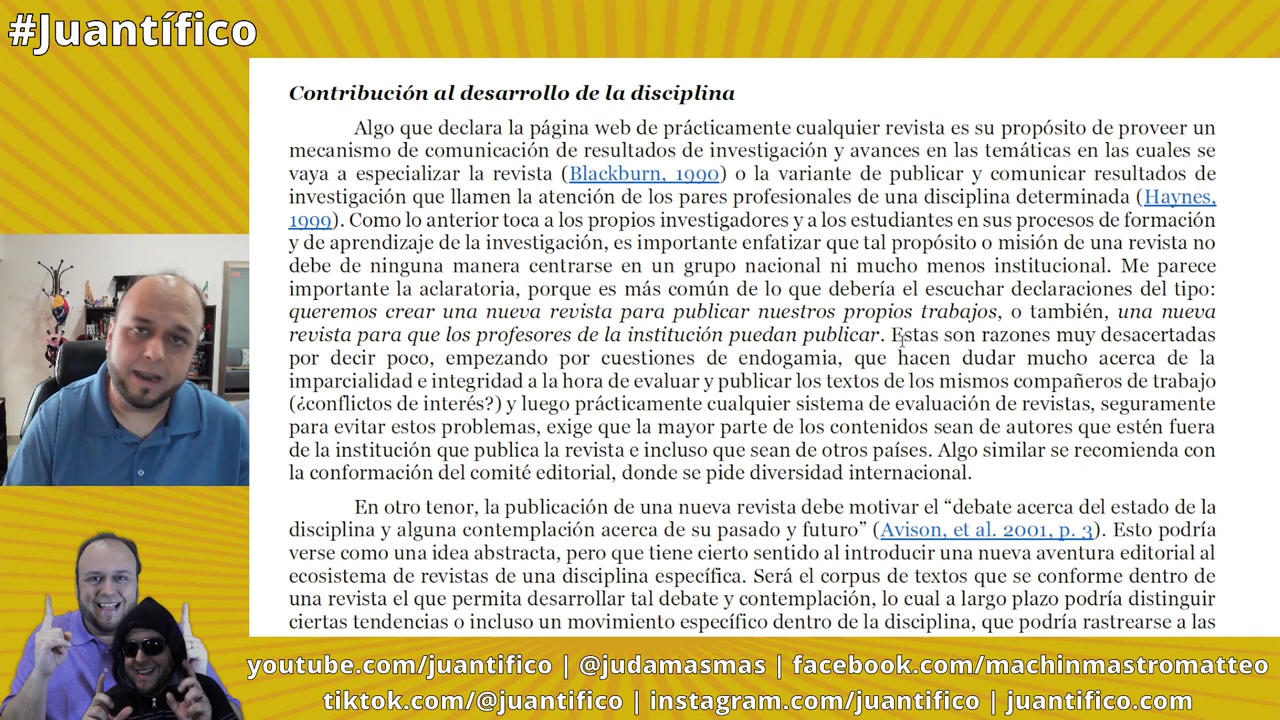 #Juantífico
Contribución al desarrollo de la disciplina
Algo que declara la página web de prácticamente cualquier revista es su propósito de proveer un
mecanismo de comunicación de resultados de investigación y avances en las temáticas en las cuales se
vaya a especializar la revista (Blackburn, 1990) o la variante de publicar y comunicar resultados de
investigación que llamen la atención de los pares profesionales de una disciplina determinada (Haynes,
1999). Como lo anterior toca a los propios investigadores y a los estudiantes en sus procesos de formación
y de aprendizaje de la investigación, es importante enfatizar que tal propósito o misión de una revista no
debe de ninguna manera centrarse en un grupo nacional ni mucho menos institucional. Me parece
importante la aclaratoria, porque es más común de lo que debería el escuchar declaraciones del tipo:
queremos crear una nueva revista para publicar nuestros propios trabajos, o también, una nueva
revista para que los profesores de la institución puedan publicar. Estas son razones muy desacertadas
por decir poco, empezando por cuestiones de endogamia, que hacen dudar mucho acerca de la
imparcialidad e integridad a la hora de evaluar y publicar los textos de los mismos compañeros de trabajo
(¿conflictos de interés?) y luego prácticamente cualquier sistema de evaluación de revistas, seguramente
para evitar estos problemas, exige que la mayor parte de los contenidos sean de autores que estén fuera
de la institución que publica la revista e incluso que sean de otros países. Algo similar se recomienda con
la conformación del comité editorial, donde se pide diversidad internacional.
En otro tenor, la publicación de una nueva revista debe motivar el “debate acerca del estado de la
disciplina y alguna contemplación acerca de su pasado y futuro” (Avison, et al. 2001, p. 3). Esto podría
verse como una idea abstracta, pero que tiene cierto sentido al introducir una nueva aventura editorial al
ecosistema de revistas de una disciplina específica. Será el corpus de textos que se conforme dentro de
una revista el que permita desarrollar tal debate y contemplación, lo cual a largo plazo podría distinguir
ciertas tendencias o incluso un movimiento específico dentro de la disciplina, que podría rastrearse a las
youtube.com/juantifico | @judamasmas | facebook.com/machinmastromatteo
tiktok.com/@juantifico | instagram.com/juantifico | juantifico.com